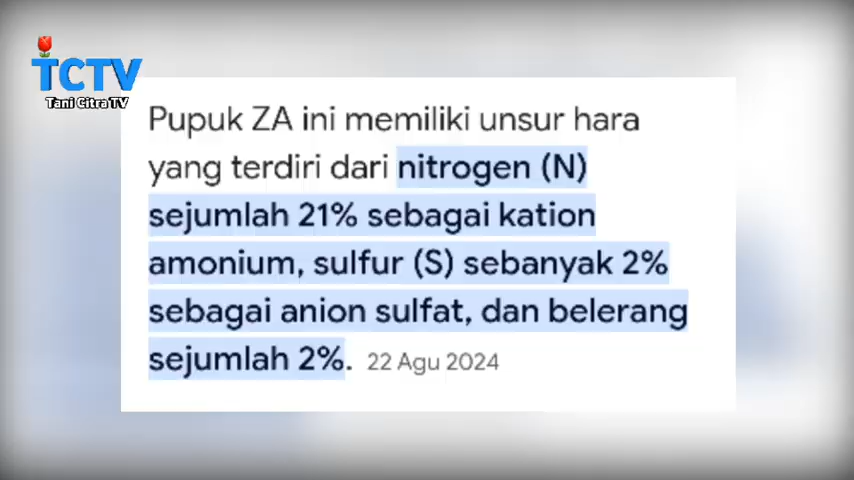 TCTV
Tani Citra TV
Pupuk ZA ini memiliki unsur hara
yang terdiri dari nitrogen (N)
sejumlah 21% sebagai kation
amonium, sulfur (S) sebanyak 2%
sebagai anion sulfat, dan belerang
sejumlah 2%. 22 Agu 2024